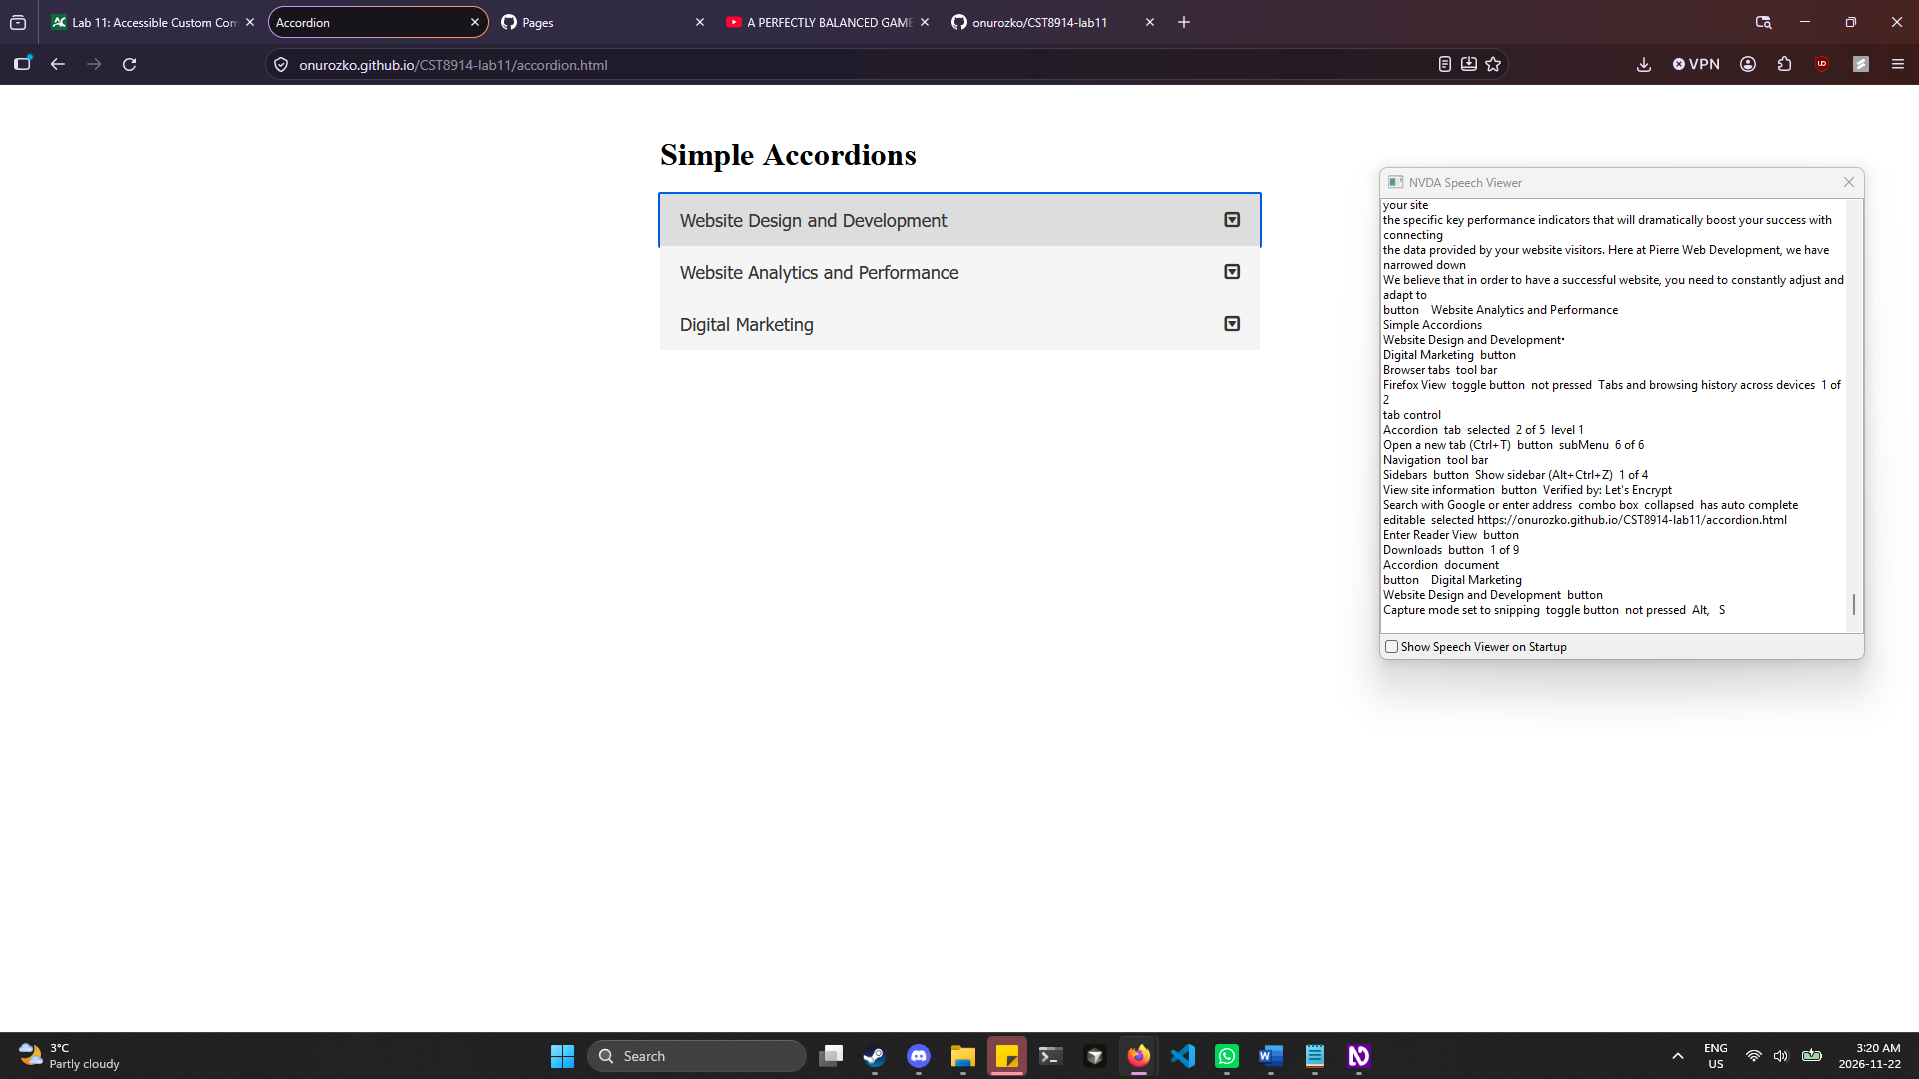 Lab 11: Accessible Custom Com
Accordion
Pages
A PERFECTLY BALANCED GAME
onurozko/CST8914-lab11
onurozko.github.io/CST8914-lab11/accordion.html
VPN
Simple Accordions
Website Design and Development
Website Analytics and Performance
Digital Marketing
NVDA Speech Viewer
your site
the specific key performance indicators that will dramatically boost your success with
connecting
the data provided by your website visitors. Here at Pierre Web Development, we have
narrowed down
We believe that in order to have a successful website, you need to constantly adjust and
adapt to
button    Website Analytics and Performance
Simple Accordions
Website Design and Development•
Digital Marketing  button
Browser tabs  tool bar
Firefox View  toggle button  not pressed  Tabs and browsing history across devices  1 of
2
tab control
Accordion  tab  selected  2 of 5  level 1
Open a new tab (Ctrl+T)  button  subMenu  6 of 6
Navigation  tool bar
Sidebars  button  Show sidebar (Alt+Ctrl+Z)  1 of 4
View site information  button  Verified by: Let's Encrypt
Search with Google or enter address  combo box  collapsed  has auto complete
editable  selected https://onurozko.github.io/CST8914-lab11/accordion.html
Enter Reader View  button
Downloads  button  1 of 9
Accordion  document
button    Digital Marketing
Website Design and Development  button
Capture mode set to snipping  toggle button  not pressed  Alt,   S
Show Speech Viewer on Startup
3°C
Partly cloudy
Search
ENG
US
3:20 AM
2026-11-22